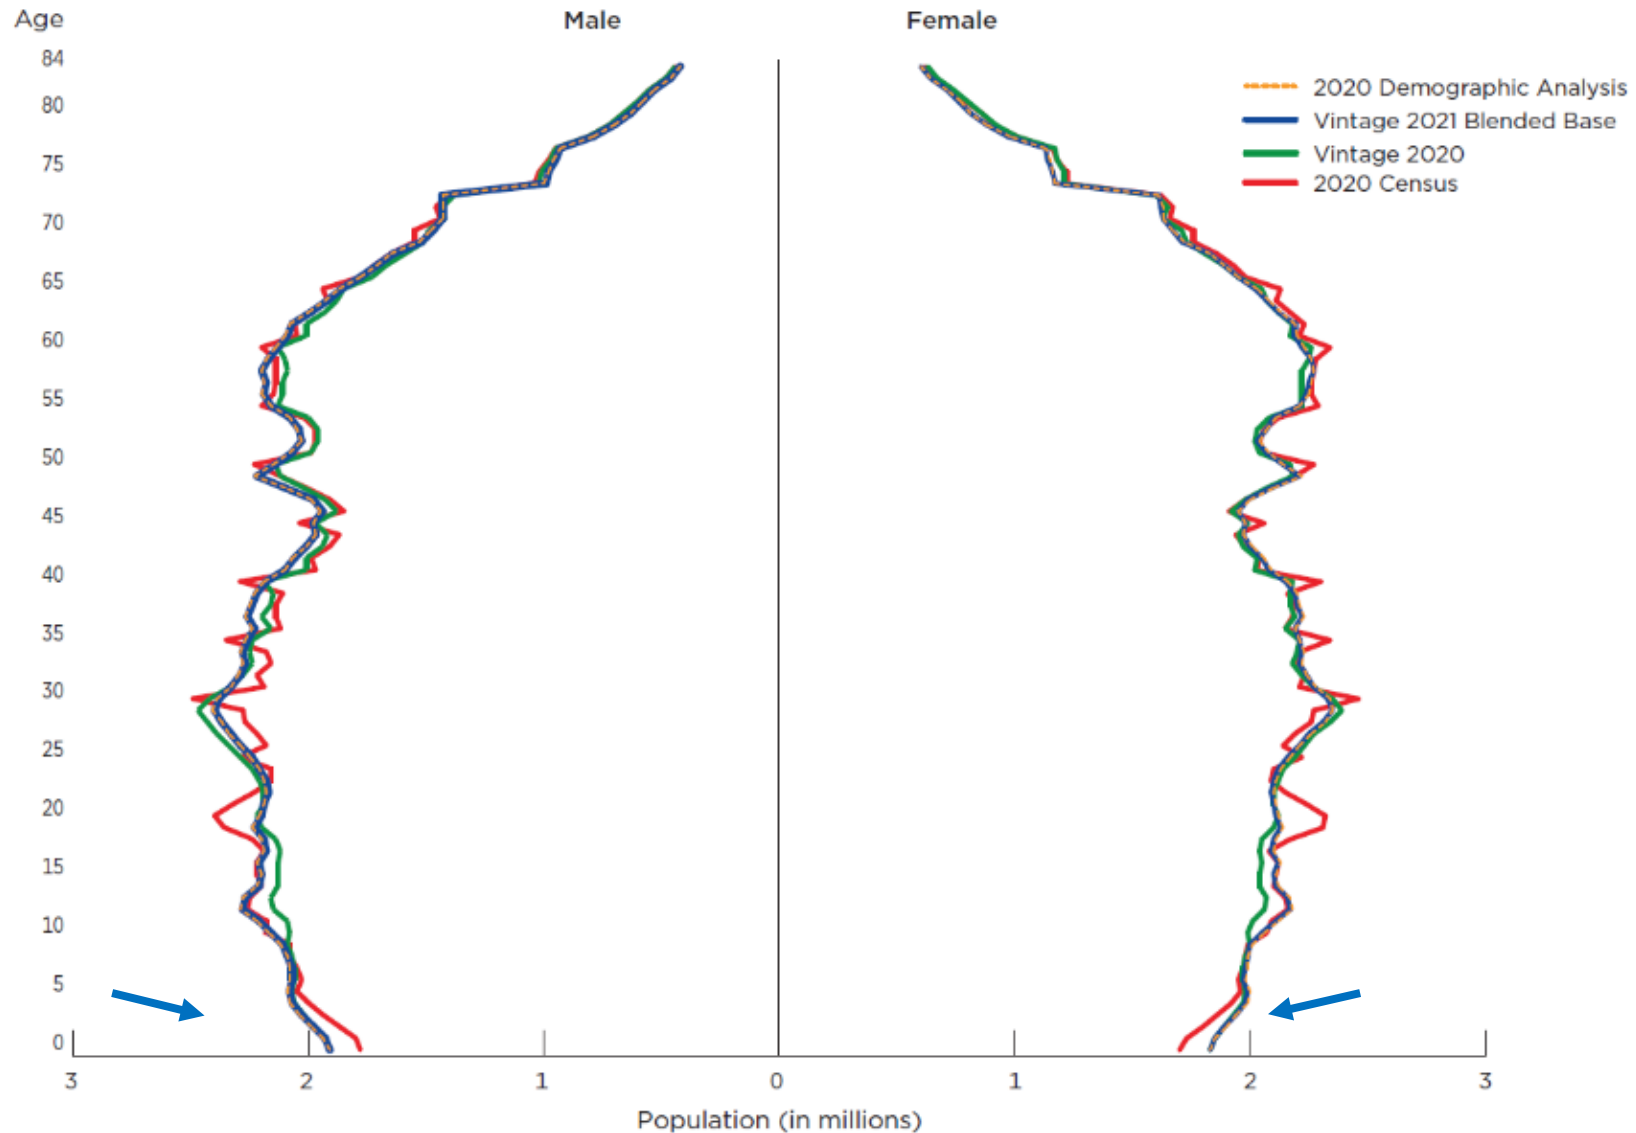 Age
Male
Female
84
80
75
70
65
60
55
50
45
40
35
30
25
20
15
10
5
0
2020 Demographic Analysis
Vintage 2021 Blended Base
Vintage 2020
2020 Census
3 2 1 0 1 2 3
Population (in millions)